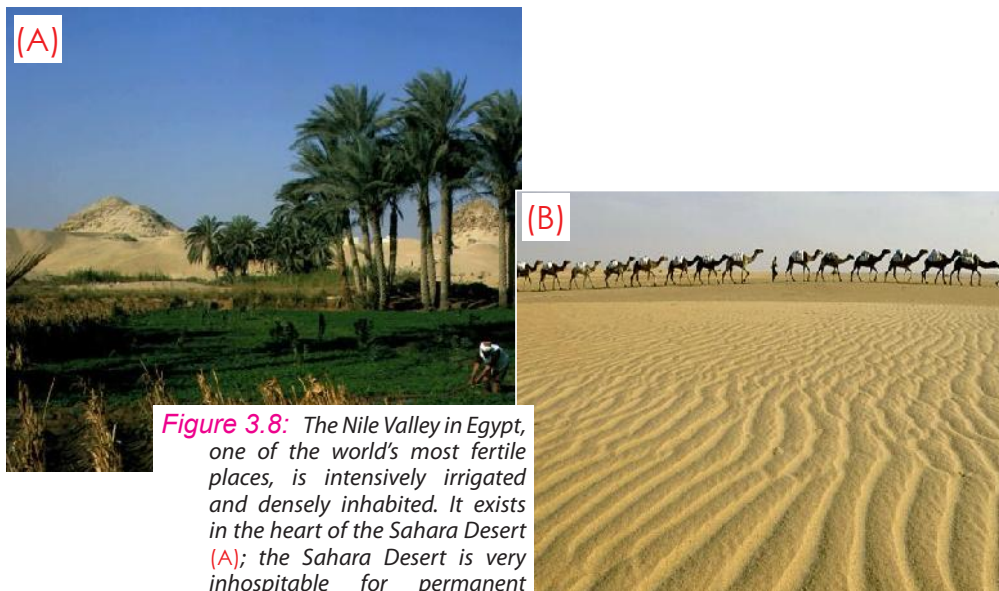 (A)
(B)
Figure 3.8: The Nile Valley in Egypt,
one of the world's most fertile
places, is intensively irrigated
and densely inhabited. It exists
in the heart of the Sahara Desert
(A); the Sahara Desert is very
inhospitable for permanent